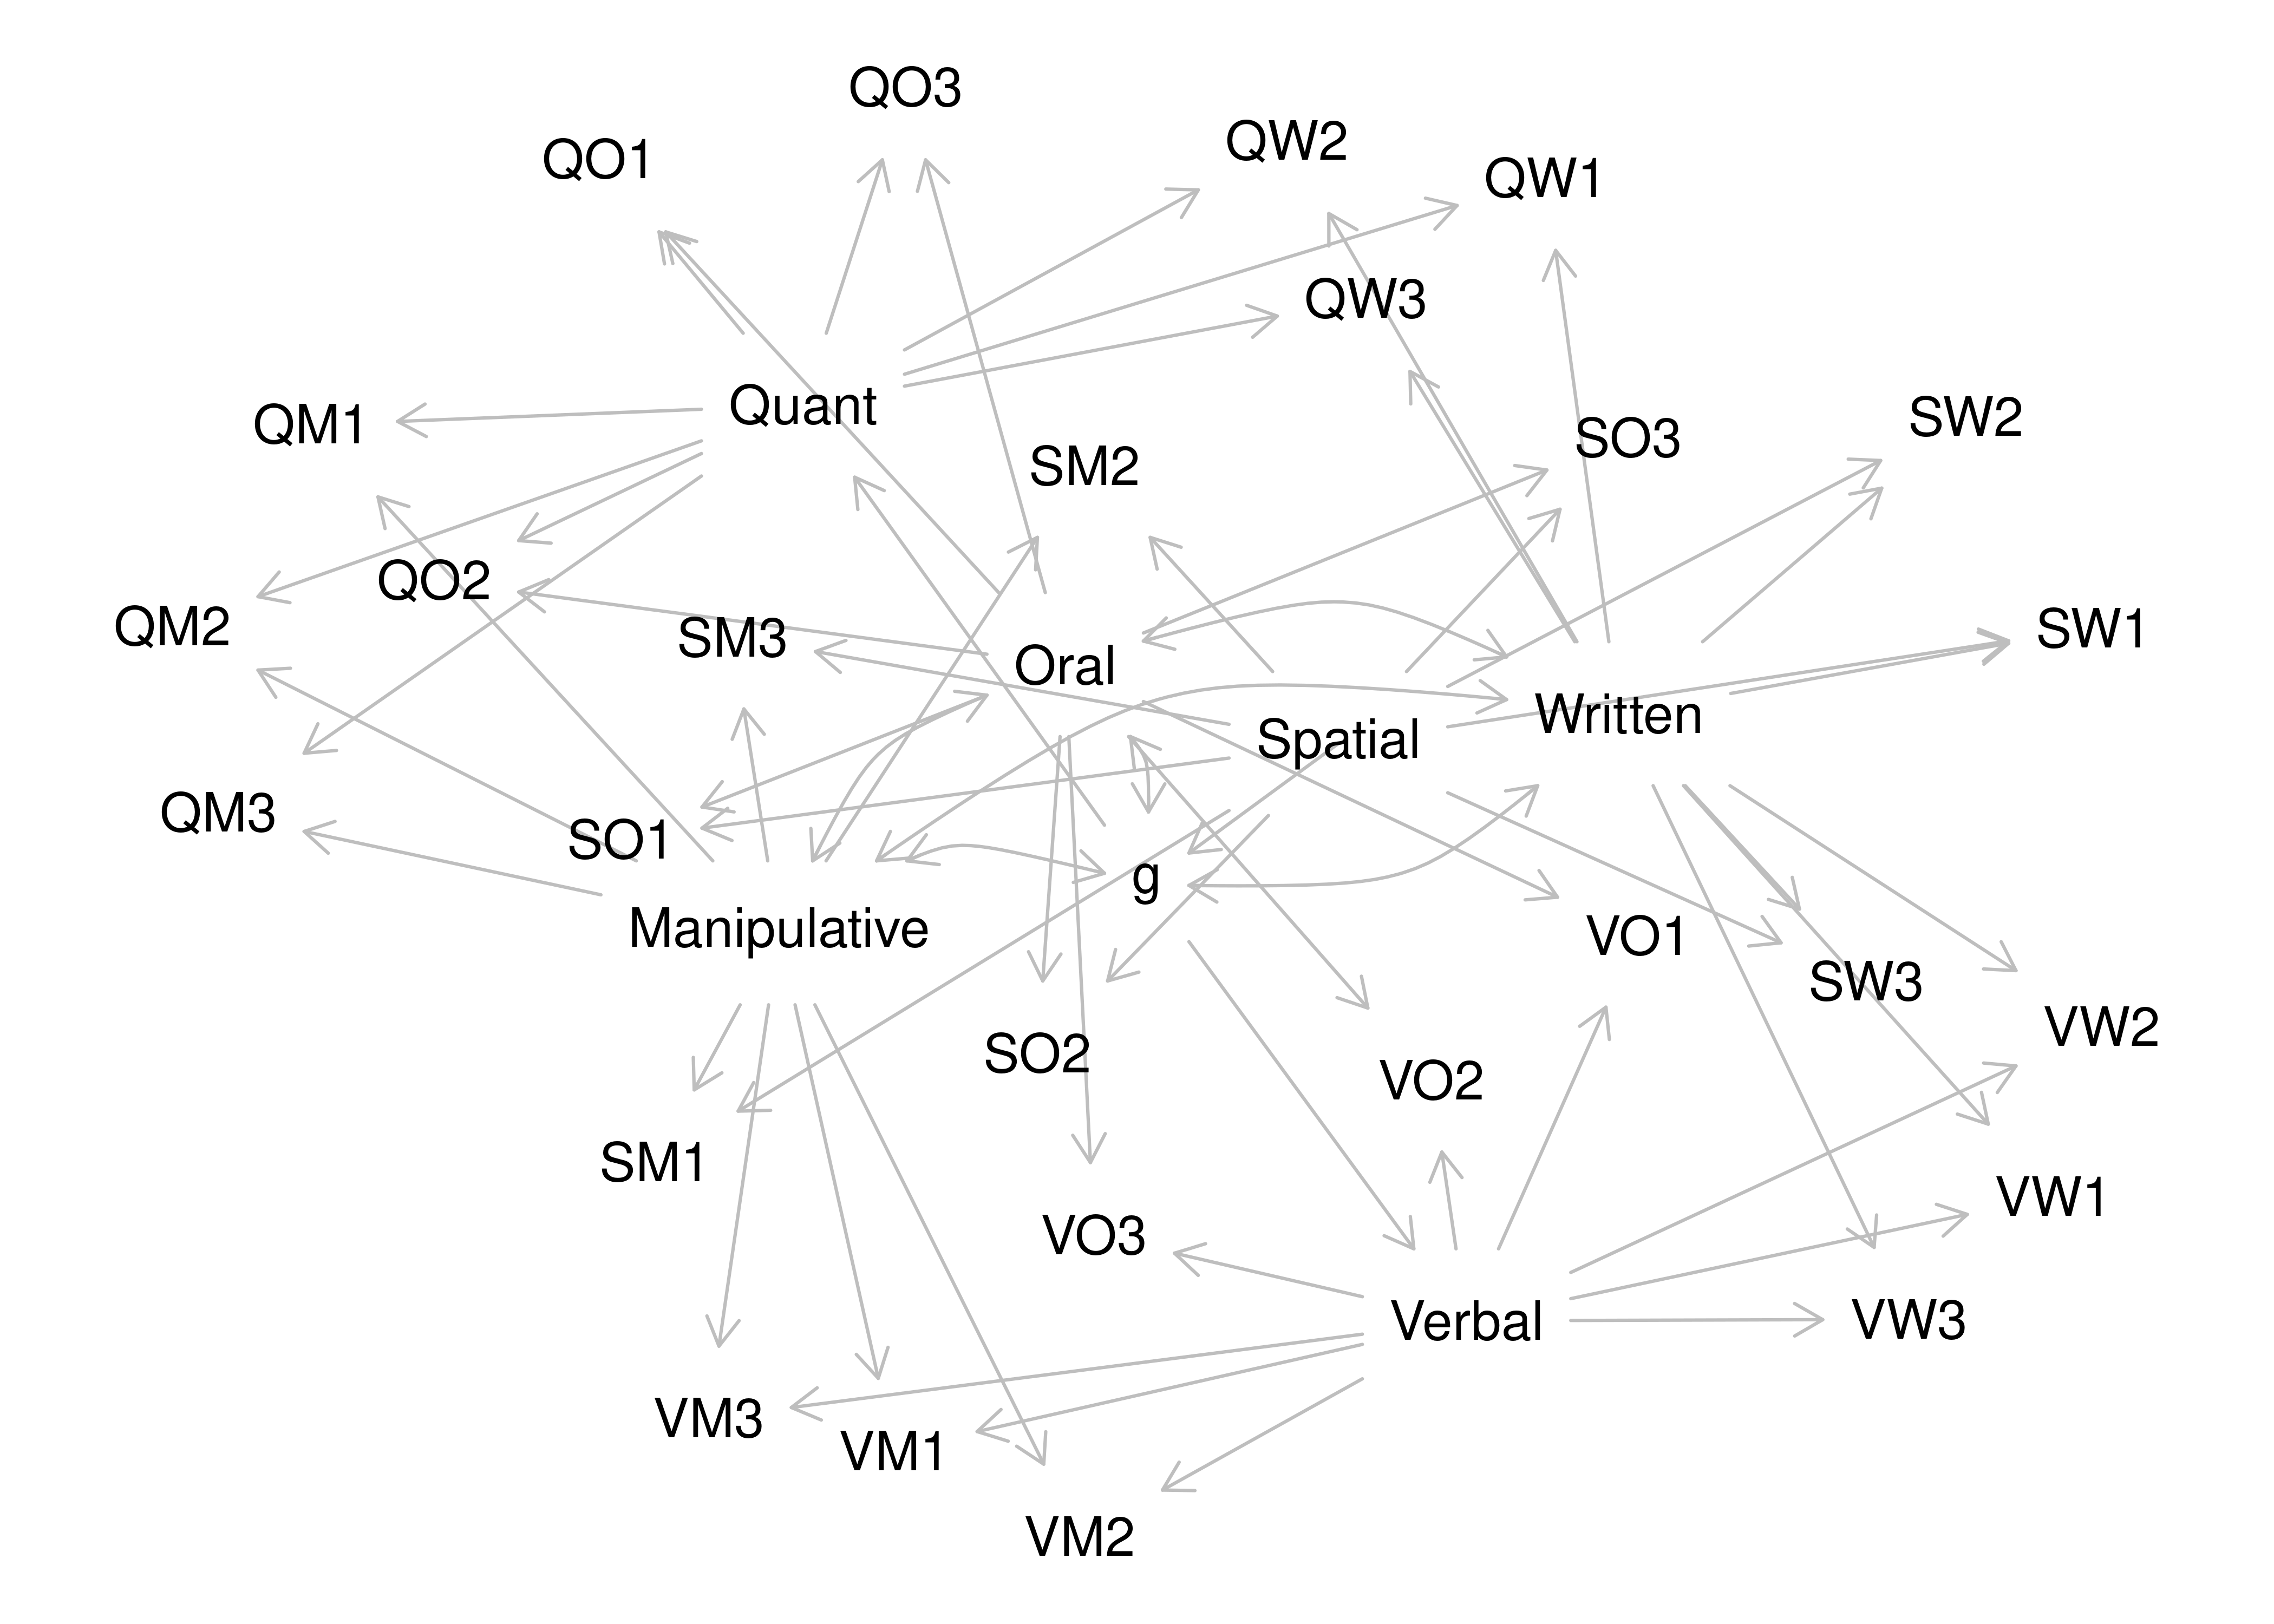 QO3
QW2
QO1
QW1
QW3
Quant
SW2
QM1
SO3
SM2
QO2
QM2
SW1
SM3
Oral
Written
Spatial
QM3
SO1
g
Manipulative
VO1
SW3
VW2
SO2
VO2
SM1
VW1
VO3
Verbal
VW3
VM3
VM1
VM2